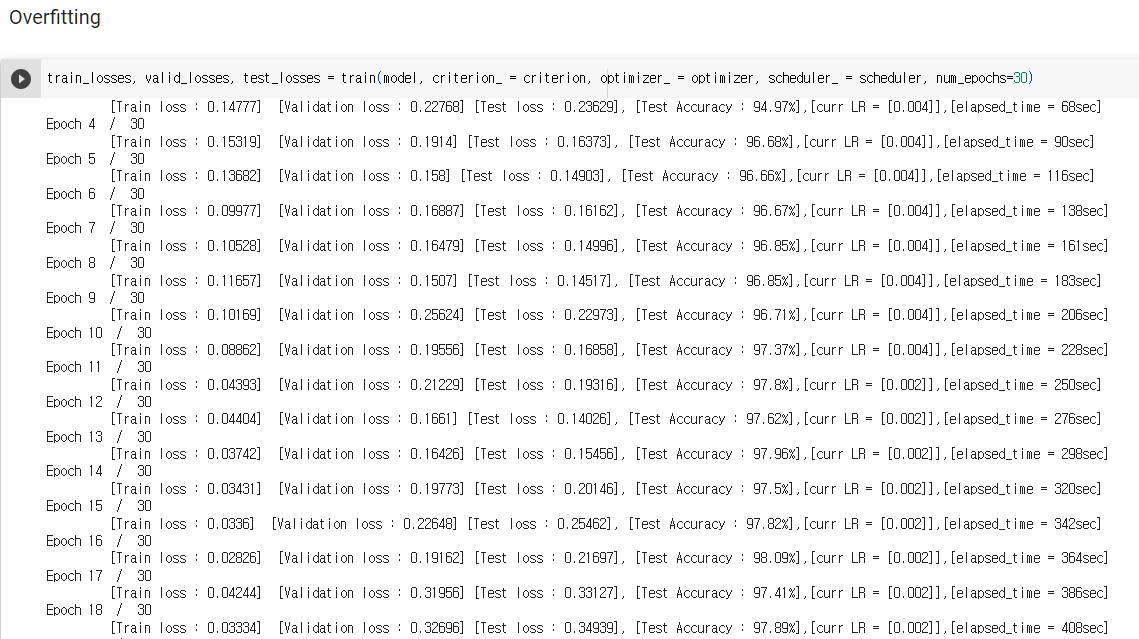 Overfitting
train_losses, valid_losses, test_losses = train(model, criterion_ = criterion, optimizer_ = optimizer, scheduler_ = scheduler, num_epochs=30)
[Train loss : 0.14777] [Validation loss : 0.22768] [Test loss : 0.23629], [Test Accuracy : 94.97%],[curr LR = [0.004]],[elapsed_time = 68sec]
Epoch 4 / 30
[Train loss : 0.15319] [Validation loss : 0.1914] [Test loss : 0.16373], [Test Accuracy : 96.68%],[curr LR = [0.004]],[elapsed_time = 90sec]
Epoch 5 / 30
[Train loss : 0.13682] [Validation loss : 0.158] [Test loss : 0.14903], [Test Accuracy : 96.66%],[curr LR = [0.004]],[elapsed_time = 116sec]
Epoch 6 / 30
[Train loss : 0.09977] [Validation loss : 0.16887] [Test loss : 0.16162], [Test Accuracy : 96.67%],[curr LR = [0.004]],[elapsed_time = 138sec]
Epoch 7 / 30
[Train loss : 0.10528] [Validation loss : 0.16479] [Test loss : 0.14996], [Test Accuracy : 96.85%],[curr LR = [0.004]],[elapsed_time = 161sec]
Epoch 8 / 30
[Train loss : 0.11657] [Validation loss : 0.1507] [Test loss : 0.14517], [Test Accuracy : 96.85%],[curr LR = [0.004]],[elapsed_time = 183sec]
Epoch 9 / 30
[Train loss : 0.10169] [Validation loss : 0.25624] [Test loss : 0.22973], [Test Accuracy : 96.71%],[curr LR = [0.004]],[elapsed_time = 206sec]
Epoch 10 / 30
[Train loss : 0.08862] [Validation loss : 0.19556] [Test loss : 0.16858], [Test Accuracy : 97.37%],[curr LR = [0.004]],[elapsed_time = 228sec]
Epoch 11 / 30
[Train loss : 0.04393] [Validation loss : 0.21229] [Test loss : 0.19316], [Test Accuracy : 97.8%],[curr LR = [0.002]],[elapsed_time = 250sec]
Epoch 12 / 30
[Train loss : 0.04404] [Validation loss : 0.1661] [Test loss : 0.14026], [Test Accuracy : 97.62%],[curr LR = [0.002]],[elapsed_time = 276sec]
Epoch 13 / 30
[Train loss : 0.03742] [Validation loss : 0.16426] [Test loss : 0.15456], [Test Accuracy : 97.96%],[curr LR = [0.002]],[elapsed_time = 298sec]
Epoch 14 / 30
[Train loss : 0.03431] [Validation loss : 0.19773] [Test loss : 0.20146], [Test Accuracy : 97.5%],[curr LR = [0.002]],[elapsed_time = 320sec]
Epoch 15 / 30
[Train loss : 0.0336] [Validation loss : 0.22648] [Test loss : 0.25462], [Test Accuracy : 97.82%],[curr LR = [0.002]],[elapsed_time = 342sec]
Epoch 16 / 30
[Train loss : 0.02826] [Validation loss : 0.19162] [Test loss : 0.21697], [Test Accuracy : 98.09%],[curr LR = [0.002]],[elapsed_time = 364sec]
Epoch 17 / 30
[Train loss : 0.04244] [Validation loss : 0.31956] [Test loss : 0.33127], [Test Accuracy : 97.41%],[curr LR = [0.002]],[elapsed_time = 386sec]
Epoch 18 / 30
[Train loss : 0.03334] [Validation loss : 0.32696] [Test loss : 0.34939], [Test Accuracy : 97.89%],[curr LR = [0.002]],[elapsed_time = 408sec]